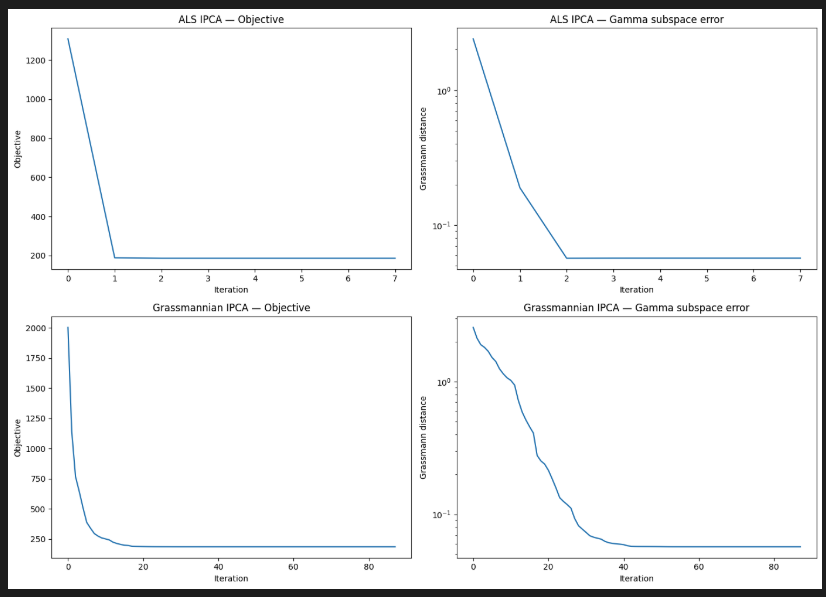 ALS IPCA — Objective
1200
1000
800
600
400
200
Objective
0 1 2 3 4 5 6 7
Iteration
ALS IPCA — Gamma subspace error
10⁰
10⁻¹
Grassmann distance
0 1 2 3 4 5 6 7
Iteration
Grassmannian IPCA — Objective
2000
1750
1500
1250
1000
750
500
250
Objective
0 20 40 60 80
Iteration
Grassmannian IPCA — Gamma subspace error
10⁰
10⁻¹
Grassmann distance
0 20 40 60 80
Iteration